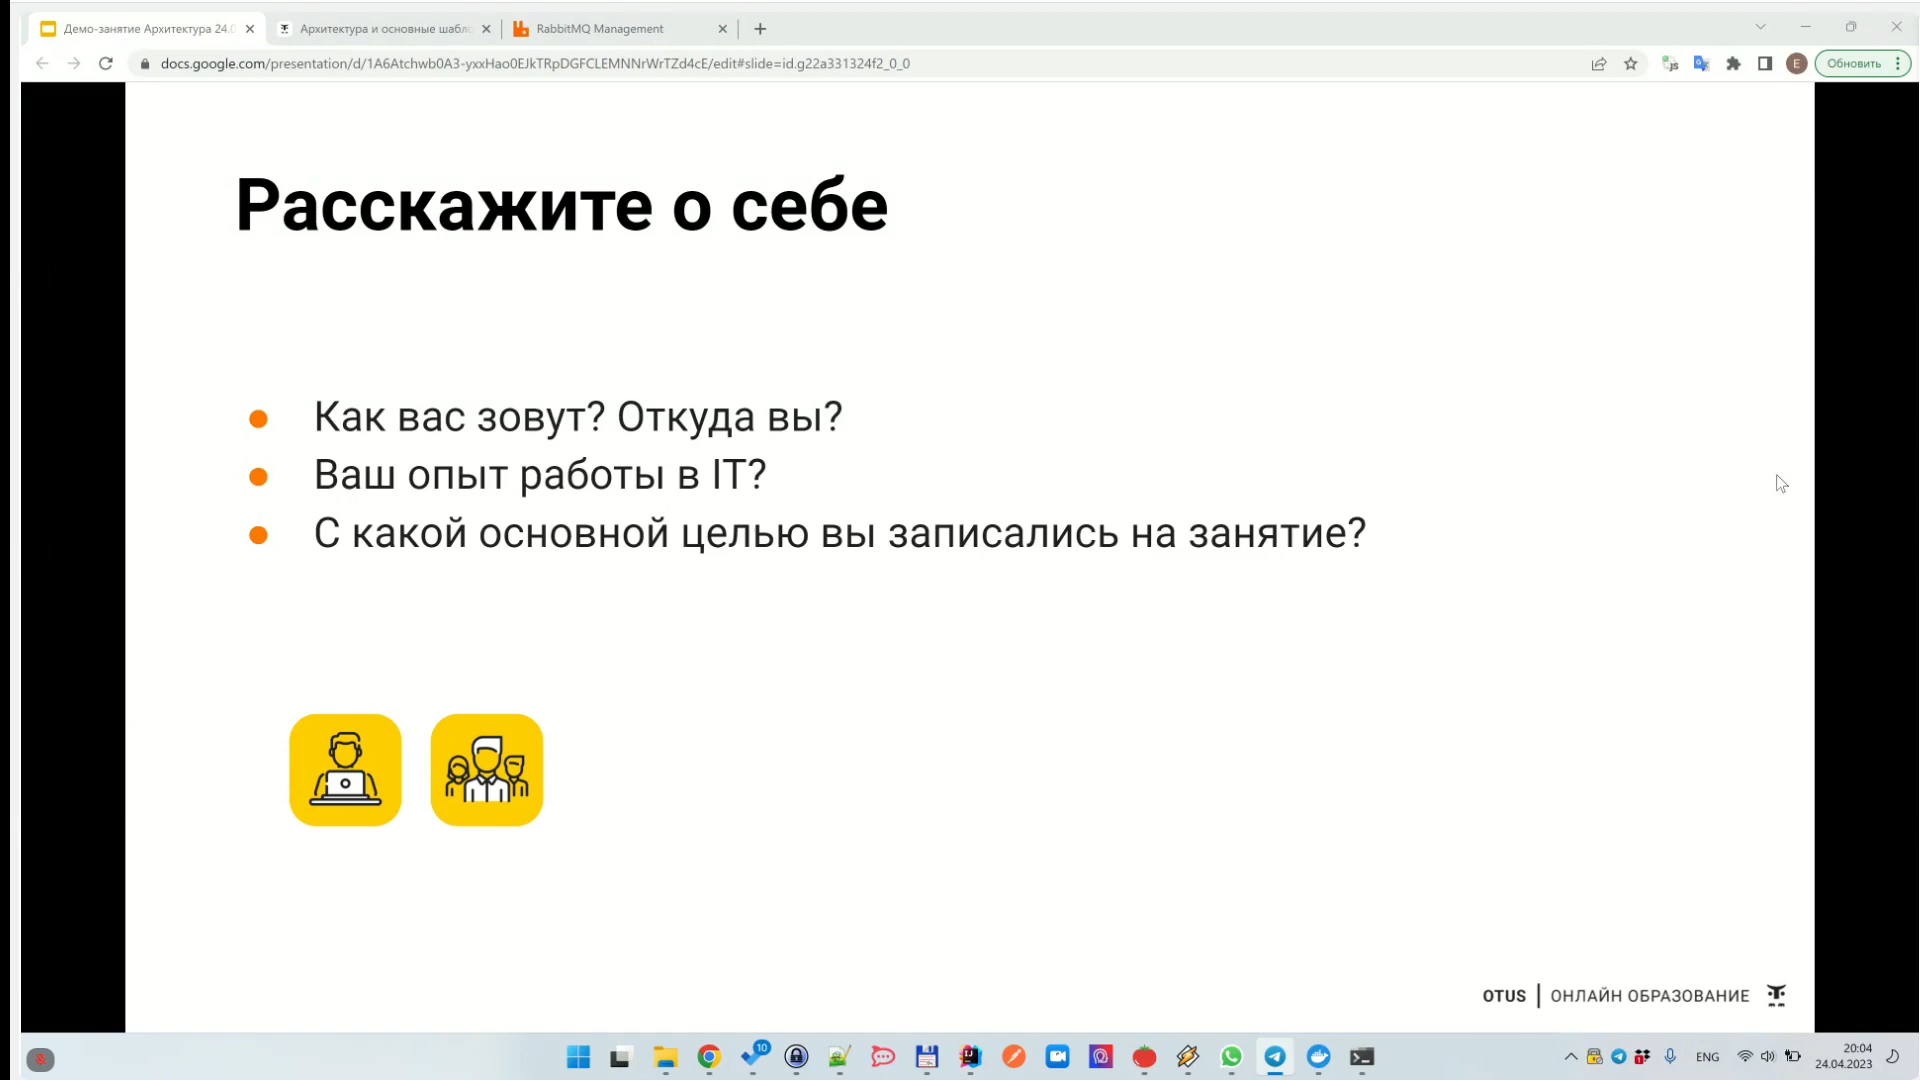 Демо-занятие Архитектура 24.0
Архитектура и основные шабло
RabbitMQ Management
docs.google.com/presentation/d/1A6Atchwb0A3-yxxHao0EJkTRpDGFCLEMNNrWrTZd4cE/edit#slide=id.g22a331324f2_0_0
E
Обновить
Расскажите о себе
Как вас зовут? Откуда вы?
Ваш опыт работы в IT?
С какой основной целью вы записались на занятие?
OTUS | ОНЛАЙН ОБРАЗОВАНИЕ
10
ENG
20:04
24.04.2023